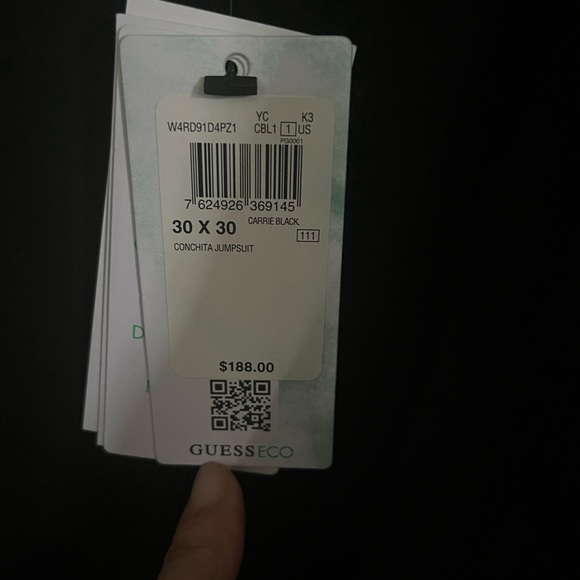 YC K3
W4RD91D4PZ1 CBL1 1 US
PG0001
7 624926 369145
CARRIE BLACK.
30 X 30
111
CONCHITA JUMPSUIT
D
$188.00
GUESSECO